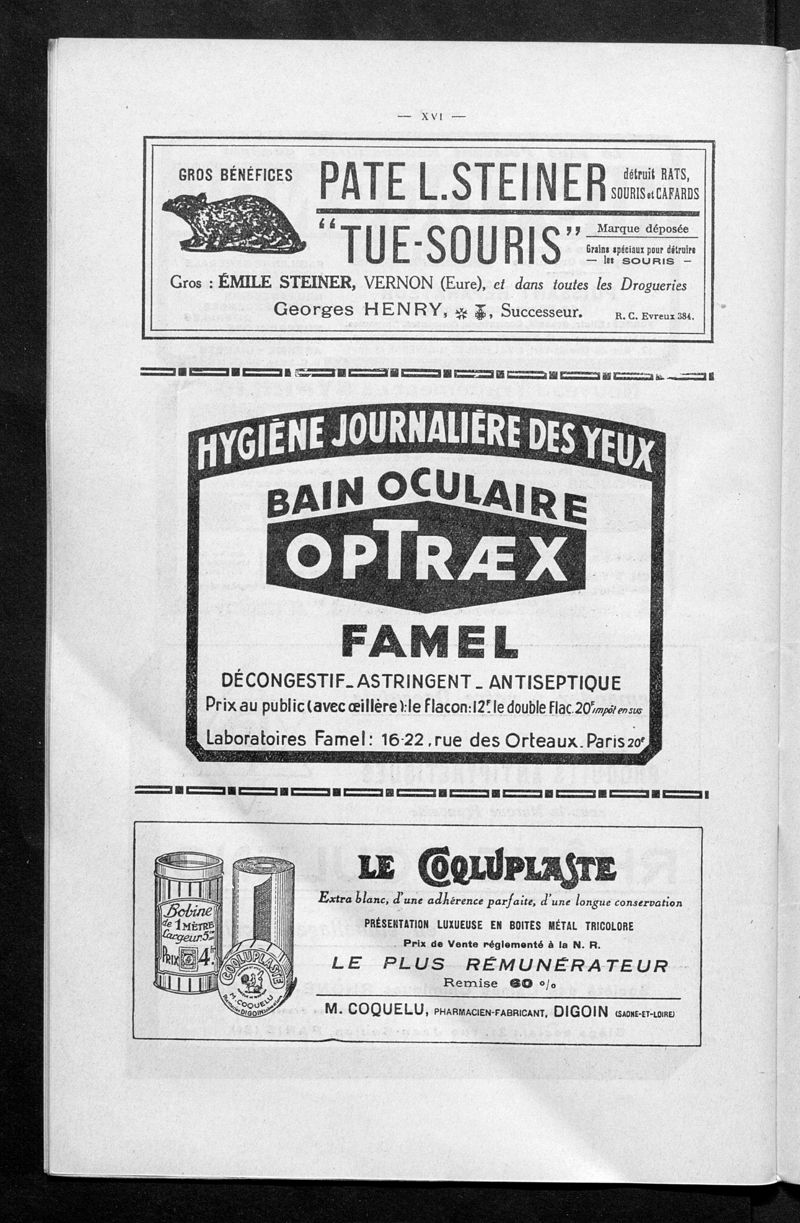 — XVI —
GROS BÉNÉFICES
PATE L. STEINER
détruit RATS,
SOURIS et CAFARDS
"TUE-SOURIS"
Marque déposée
Grains spéciaux pour détruire
— les SOURIS —
Gros : ÉMILE STEINER, VERNON (Eure), et dans toutes les Drogueries
Georges HENRY, Successeur.
R. C. Evreux 384.
HYGIÈNE JOURNALIÈRE DES YEUX
BAIN OCULAIRE
OPTRÆX
FAMEL
DÉCONGESTIF_ASTRINGENT_ANTISEPTIQUE
Prix au public (avec œillère): le Flacon: 12F. le double Flac. 20F impôt en sus
Laboratoires Famel: 16-22, rue des Orteaux. Paris 20e
LE COQLUPLASTE
Extra blanc, d'une adhérence parfaite, d'une longue conservation
PRÉSENTATION LUXUEUSE EN BOITES MÉTAL TRICOLORE
Prix de Vente réglementé à la N. R.
LE PLUS RÉMUNÉRATEUR
Remise 60 %
M. COQUELU, PHARMACIEN-FABRICANT, DIGOIN (SAONE-ET-LOIRE)
Bobine
de 1 MÈTRE
Largeur 5cm
PRIX 4fr
COQLUPLASTE
M. COQUELU
DIGOIN